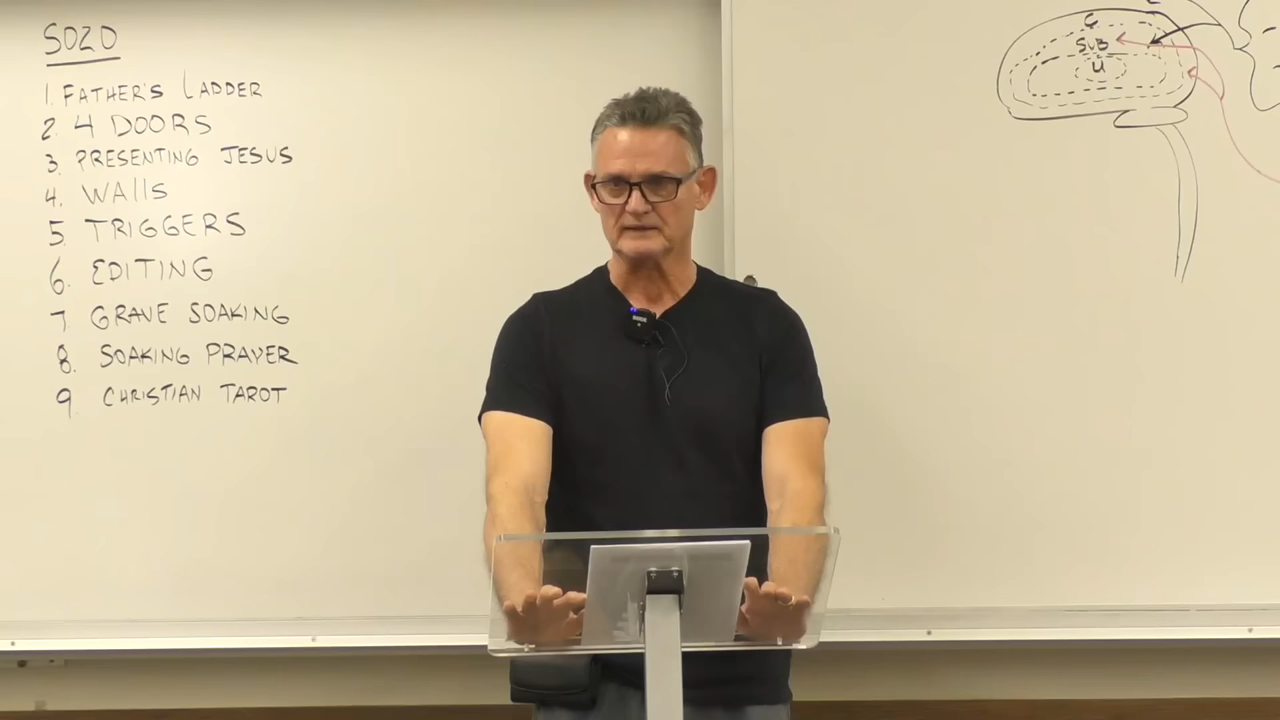 SOZO
1. FATHER'S LADDER
2. 4 DOORS
3. PRESENTING JESUS
4. WALLS
5. TRIGGERS
6. EDITING
7. GRAVE SOAKING
8. SOAKING PRAYER
9. CHRISTIAN TAROT
C
SUB
U